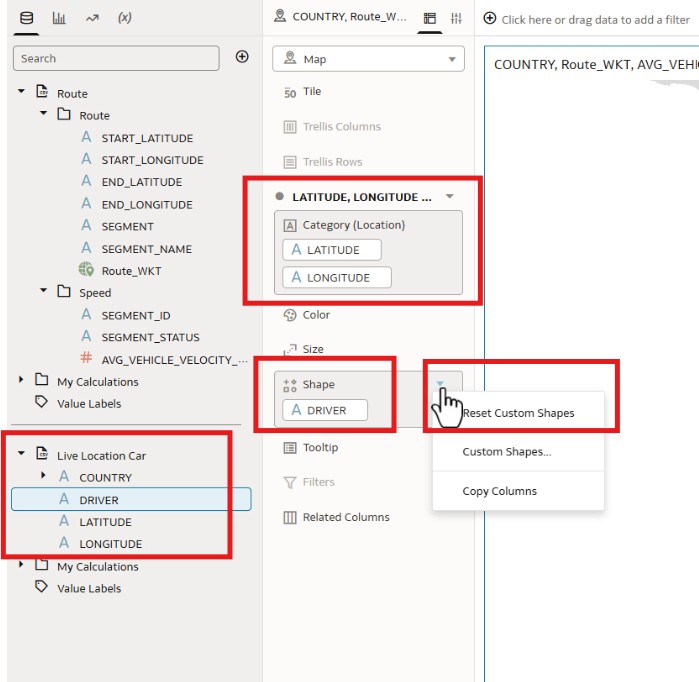 (x)
COUNTRY, Route_W...
Click here or drag data to add a filter
Search
Route
Route
A START_LATITUDE
A START_LONGITUDE
A END_LATITUDE
A END_LONGITUDE
A SEGMENT
A SEGMENT_NAME
Route_WKT
Speed
A SEGMENT_ID
A SEGMENT_STATUS
# AVG_VEHICLE_VELOCITY_...
My Calculations
Value Labels
Live Location Car
A COUNTRY
A DRIVER
A LATITUDE
A LONGITUDE
My Calculations
Value Labels
Map
50 Tile
Trellis Columns
Trellis Rows
LATITUDE, LONGITUDE ...
A Category (Location)
A LATITUDE
A LONGITUDE
Color
Size
Shape
A DRIVER
Tooltip
Filters
Related Columns
Reset Custom Shapes
Custom Shapes...
Copy Columns
COUNTRY, Route_WKT, AVG_VEHI